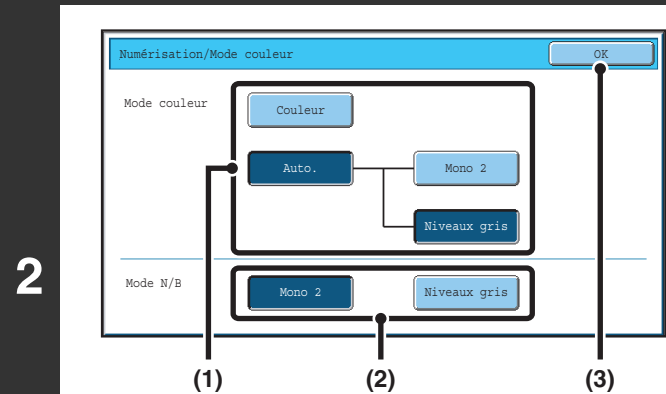 Numérisation/Mode couleur
OK
Mode couleur
Couleur
Auto.
Mono 2
(1)
Niveaux gris
2
Mode N/B
Mono 2
Niveaux gris
(1)
(2)
(3)